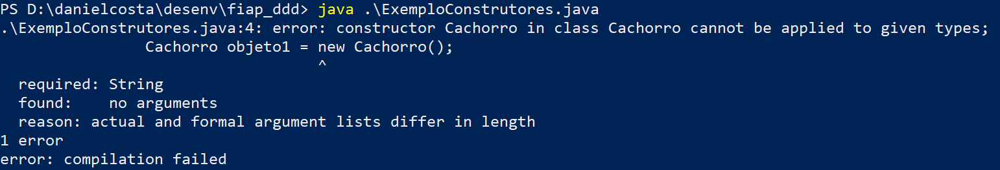 PS D:\danielcosta\desenv\fiap_ddd> java .\ExemploConstrutores.java
.\ExemploConstrutores.java:4: error: constructor Cachorro in class Cachorro cannot be applied to given types;
                Cachorro objeto1 = new Cachorro();
                                   ^
  required: String
  found:    no arguments
  reason: actual and formal argument lists differ in length
1 error
error: compilation failed